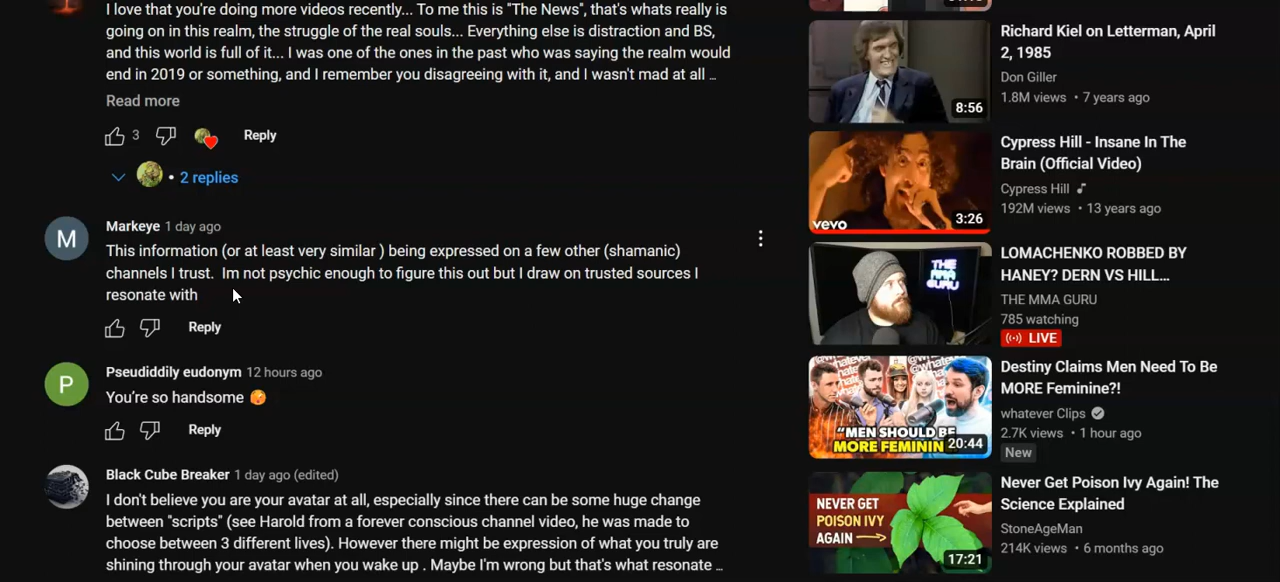 I love that you're doing more videos recently... To me this is "The News", that's whats really is
going on in this realm, the struggle of the real souls... Everything else is distraction and BS,
and this world is full of it... I was one of the ones in the past who was saying the realm would
end in 2019 or something, and I remember you disagreeing with it, and I wasn't mad at all ...
Read more
3
Reply
• 2 replies
M
Markeye 1 day ago
This information (or at least very similar ) being expressed on a few other (shamanic)
channels I trust.  Im not psychic enough to figure this out but I draw on trusted sources I
resonate with
Reply
P
Pseudiddily eudonym 12 hours ago
You're so handsome
Reply
Black Cube Breaker 1 day ago (edited)
I don't believe you are your avatar at all, especially since there can be some huge change
between "scripts" (see Harold from a forever conscious channel video, he was made to
choose between 3 different lives). However there might be expression of what you truly are
shining through your avatar when you wake up . Maybe I'm wrong but that's what resonate ...
8:56
Richard Kiel on Letterman, April
2, 1985
Don Giller
1.8M views • 7 years ago
vevo
3:26
Cypress Hill - Insane In The
Brain (Official Video)
Cypress Hill
192M views • 13 years ago
THE
MMA
GURU
LOMACHENKO ROBBED BY
HANEY? DERN VS HILL...
THE MMA GURU
785 watching
LIVE
"MEN SHOULD BE
MORE FEMININ
20:44
Destiny Claims Men Need To Be
MORE Feminine?!
whatever Clips
2.7K views • 1 hour ago
New
NEVER GET
POISON IVY
AGAIN
17:21
Never Get Poison Ivy Again! The
Science Explained
StoneAgeMan
214K views • 6 months ago